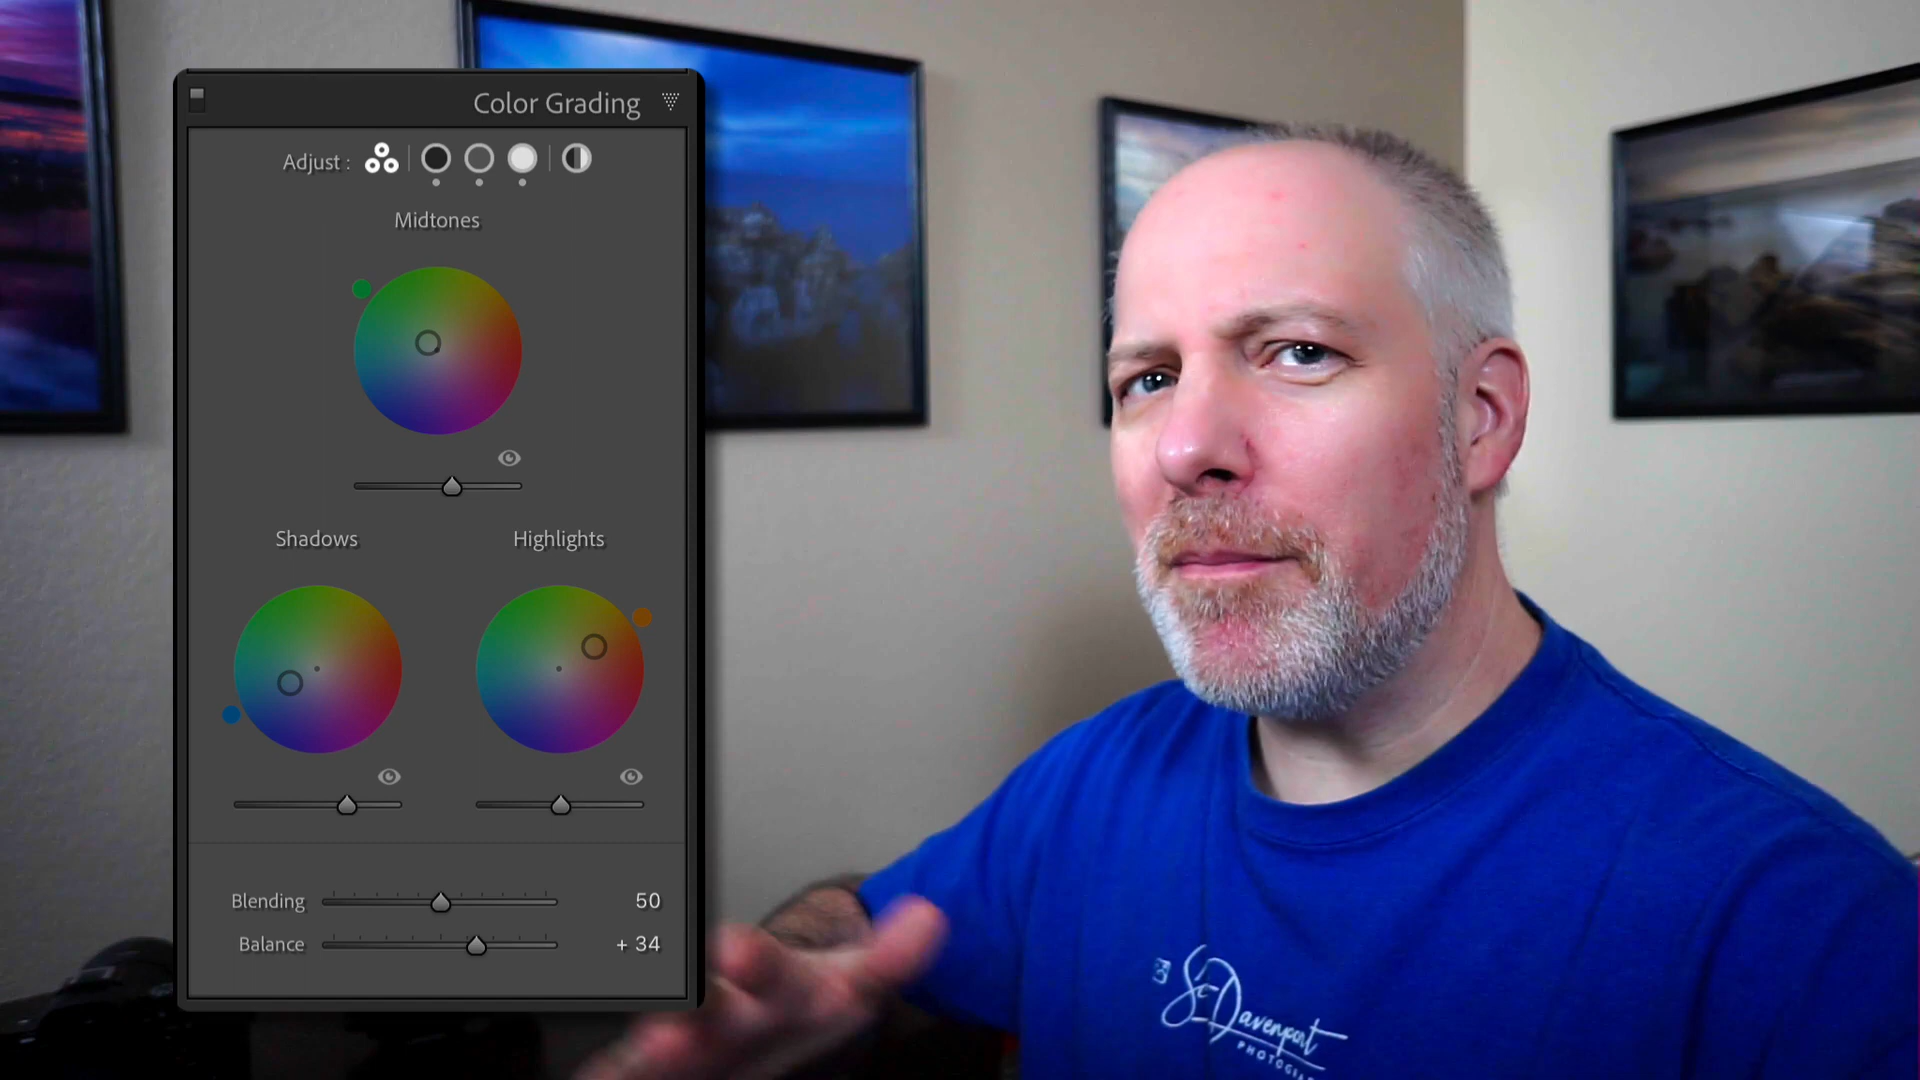 Color Grading
Adjust :
Midtones
Shadows
Highlights
Blending
50
Balance
+ 34
Davenport